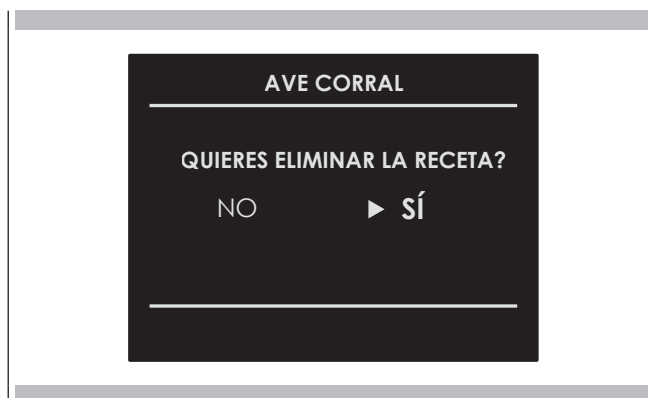 AVE CORRAL
QUIERES ELIMINAR LA RECETA?
NO ▶ SÍ